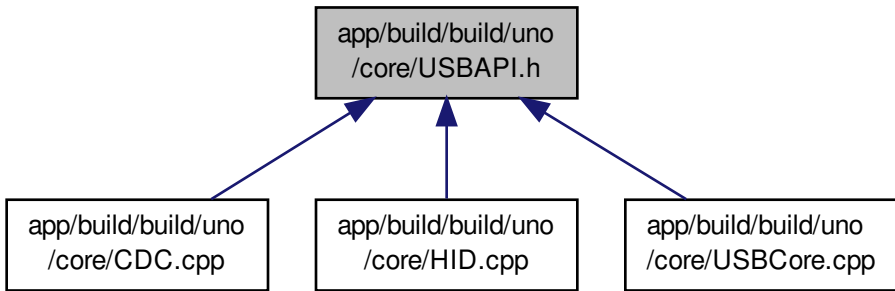 app/build/build/uno
/core/USBAPI.h
app/build/build/uno
/core/CDC.cpp
app/build/build/uno
/core/HID.cpp
app/build/build/uno
/core/USBCore.cpp